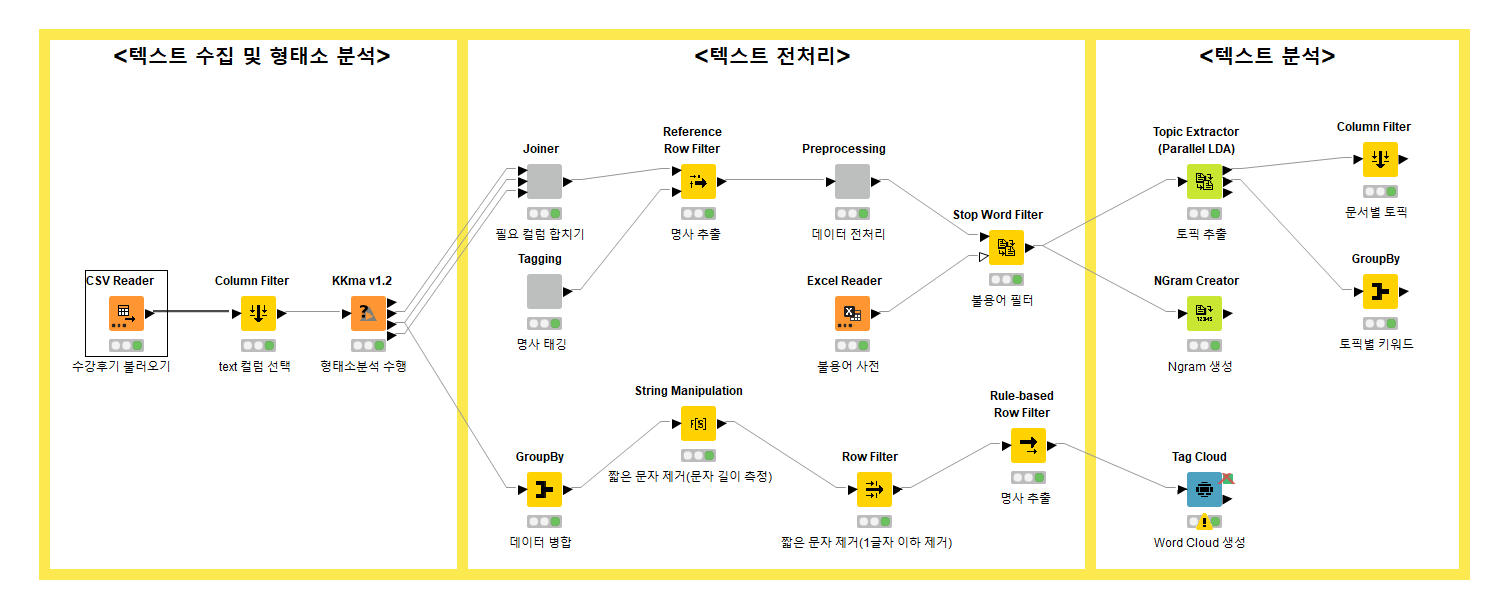 <텍스트 수집 및 형태소 분석>
CSV Reader
수강후기 불러오기
Column Filter
text 컬럼 선택
KKma v1.2
형태소분석 수행
<텍스트 전처리>
Joiner
필요 컬럼 합치기
Reference
Row Filter
명사 추출
Preprocessing
데이터 전처리
Tagging
명사 태깅
Stop Word Filter
불용어 필터
Excel Reader
불용어 사전
String Manipulation
짧은 문자 제거(문자 길이 측정)
GroupBy
데이터 병합
Row Filter
짧은 문자 제거(1글자 이하 제거)
Rule-based
Row Filter
명사 추출
<텍스트 분석>
Topic Extractor
(Parallel LDA)
토픽 추출
Column Filter
문서별 토픽
GroupBy
토픽별 키워드
NGram Creator
Ngram 생성
Tag Cloud
Word Cloud 생성